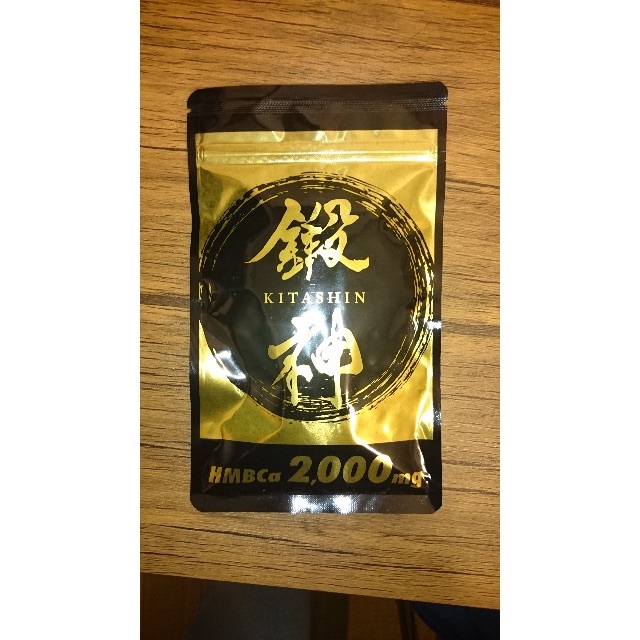 鍛
KITASHIN
神
HMBCa 2,000mg